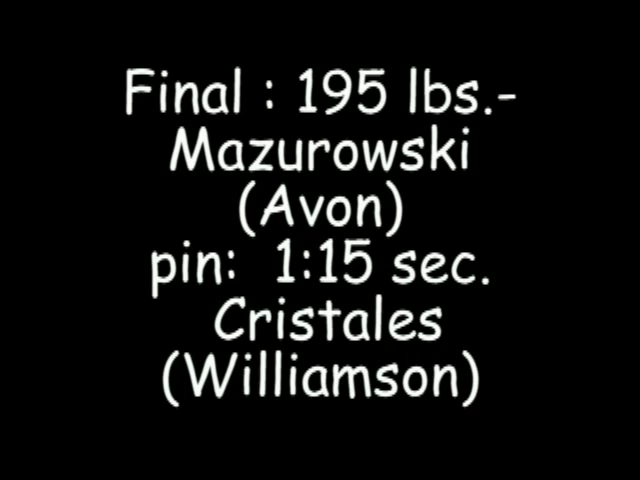 Final : 195 lbs.-
Mazurowski
(Avon)
pin:  1:15 sec.
Cristales
(Williamson)